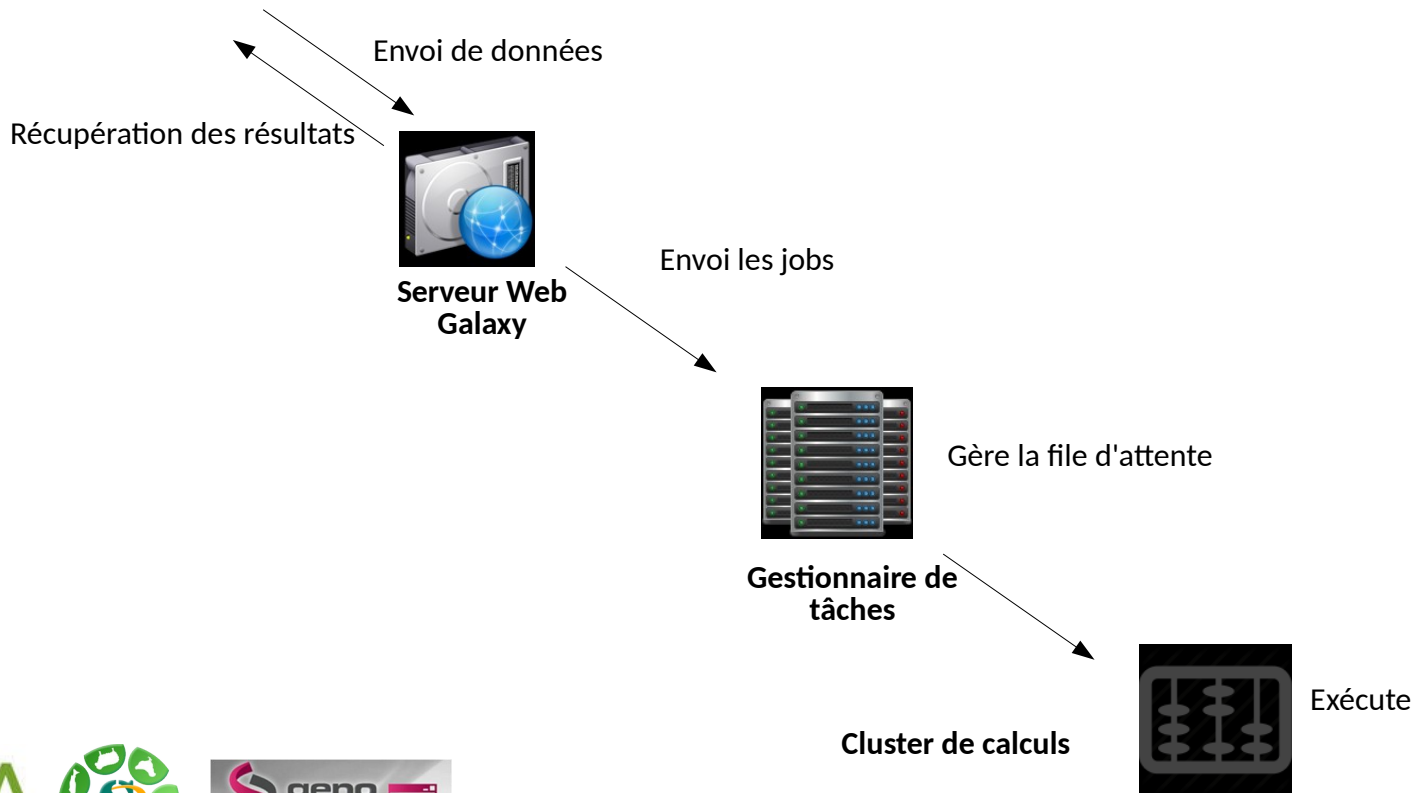 Envoi de données
Récupération des résultats
Envoi les jobs
Serveur Web
Galaxy
Gère la file d'attente
Gestionnaire de
tâches
Exécute
Cluster de calculs